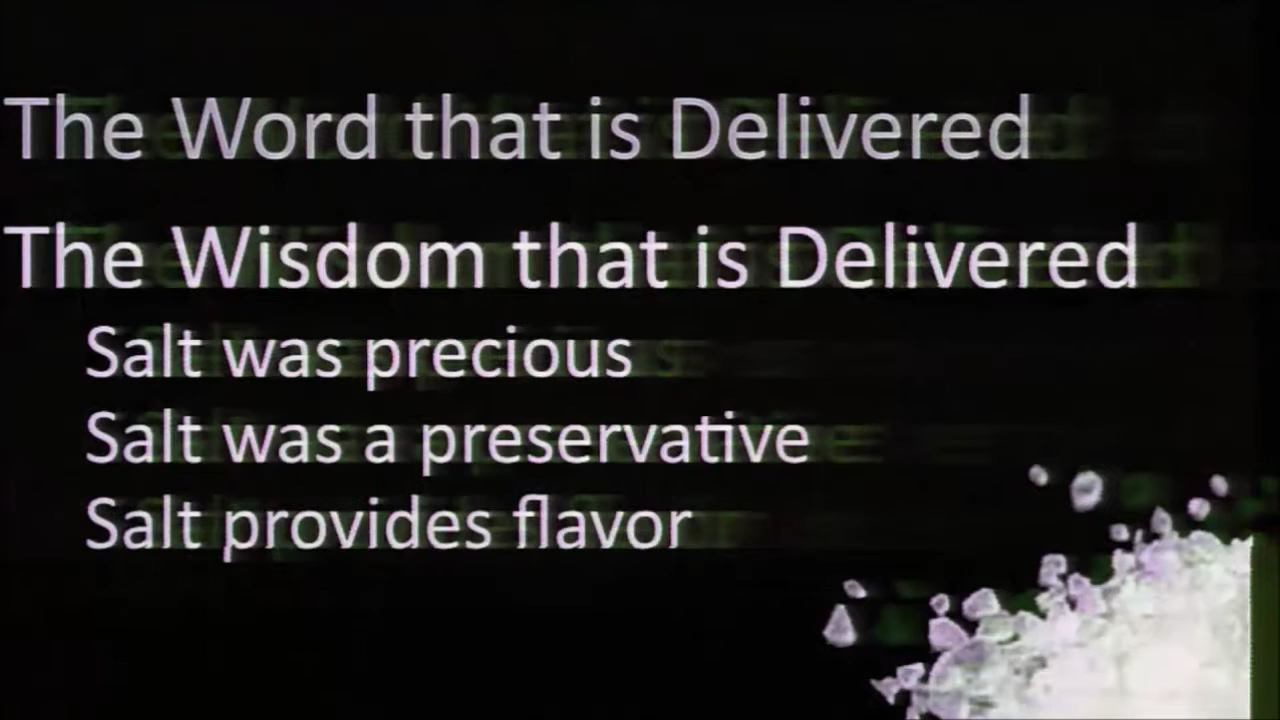 The Word that is Delivered
The Wisdom that is Delivered
Salt was precious
Salt was a preservative
Salt provides flavor